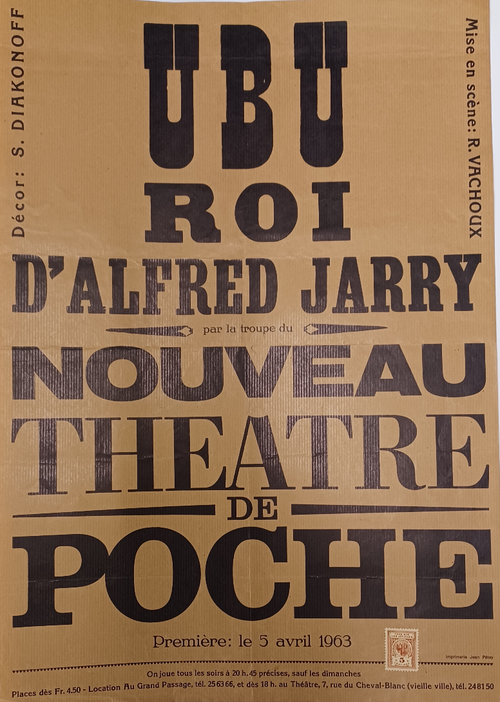 Décor: S. DIAKONOFF
Mise en scène: R. VACHOUX
UBU
ROI
D'ALFRED JARRY
par la troupe du
NOUVEAU
THEATRE
DE
POCHE
Première: le 5 avril 1963
5
Imprimerie Jean
On joue tous les soirs à 20 h. 45 précises, sauf les dimanches
Places dès Fr. 4.50 - Location Au Grand Passage, tél. 25 63 66, et dès 18 h. au Théâtre, 7, rue du Cheval-Blanc (vieille ville), tél. 24 81 50